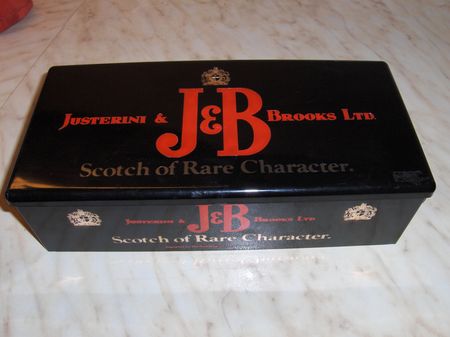 Justerini & J&B Brooks Ltd.
Scotch of Rare Character.
Justerini & J&B Brooks Ltd
Scotch of Rare Character.